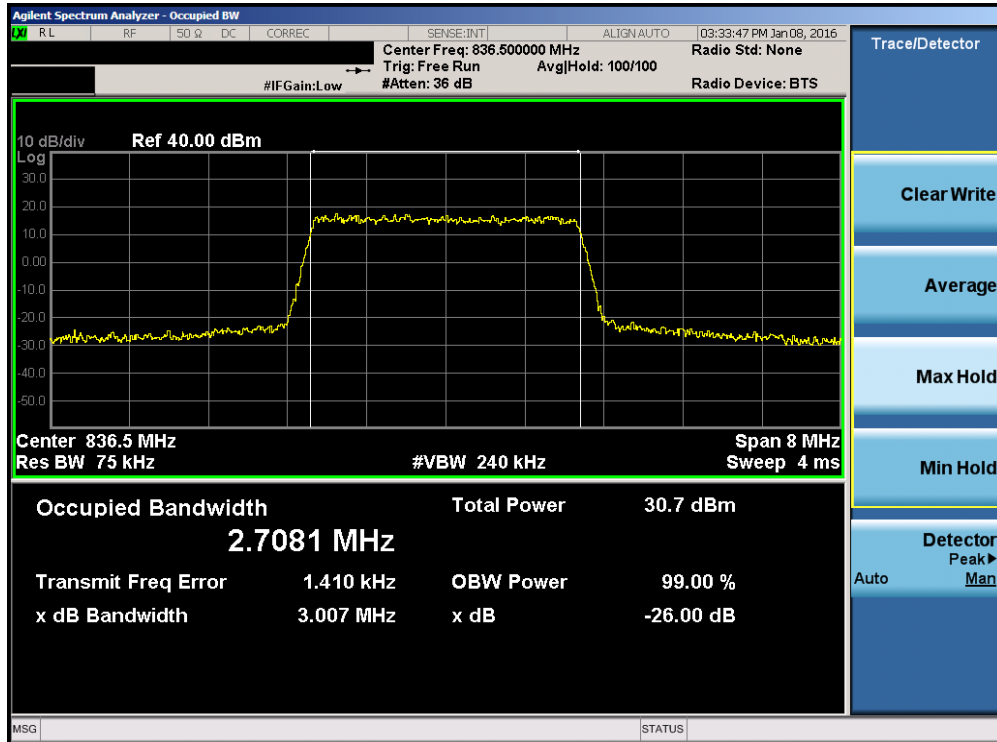 Agilent Spectrum Analyzer - Occupied BW
LXI RL RF 50 Ω DC CORREC SENSE:INT ALIGN AUTO 03:33:47 PM Jan 08, 2016
Center Freq: 836.500000 MHz Radio Std: None
Trig: Free Run Avg|Hold: 100/100
#IFGain:Low #Atten: 36 dB Radio Device: BTS
10 dB/div Ref 40.00 dBm
Log
30.0
20.0
10.0
0.00
-10.0
-20.0
-30.0
-40.0
-50.0
Center 836.5 MHz Span 8 MHz
Res BW 75 kHz #VBW 240 kHz Sweep 4 ms
Occupied Bandwidth Total Power 30.7 dBm
2.7081 MHz
Transmit Freq Error 1.410 kHz OBW Power 99.00 %
x dB Bandwidth 3.007 MHz x dB -26.00 dB
MSG STATUS
Trace/Detector
Clear Write
Average
Max Hold
Min Hold
Detector
Peak▶
Auto Man